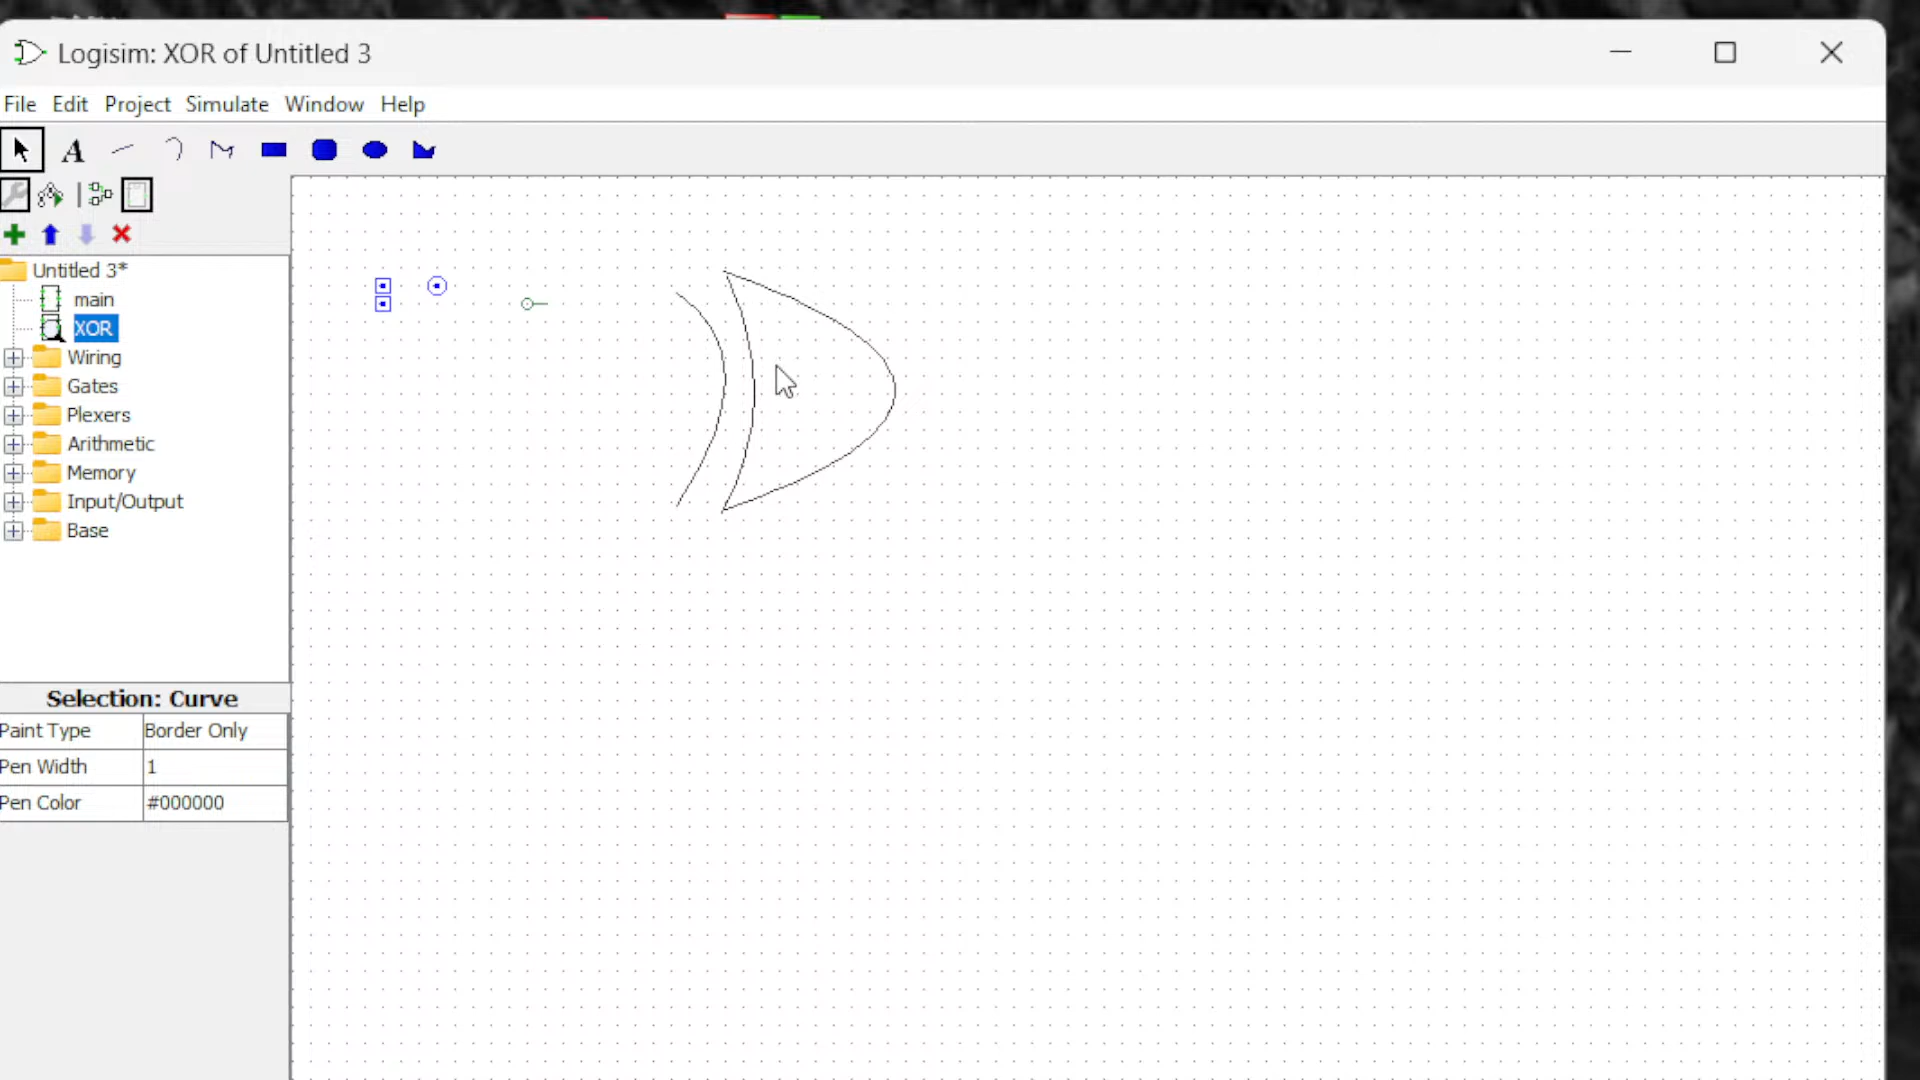 Logisim: XOR of Untitled 3
File Edit Project Simulate Window Help
A
Untitled 3*
main
XOR
Wiring
Gates
Plexers
Arithmetic
Memory
Input/Output
Base
Selection: Curve
Paint Type Border Only
Pen Width 1
Pen Color #000000